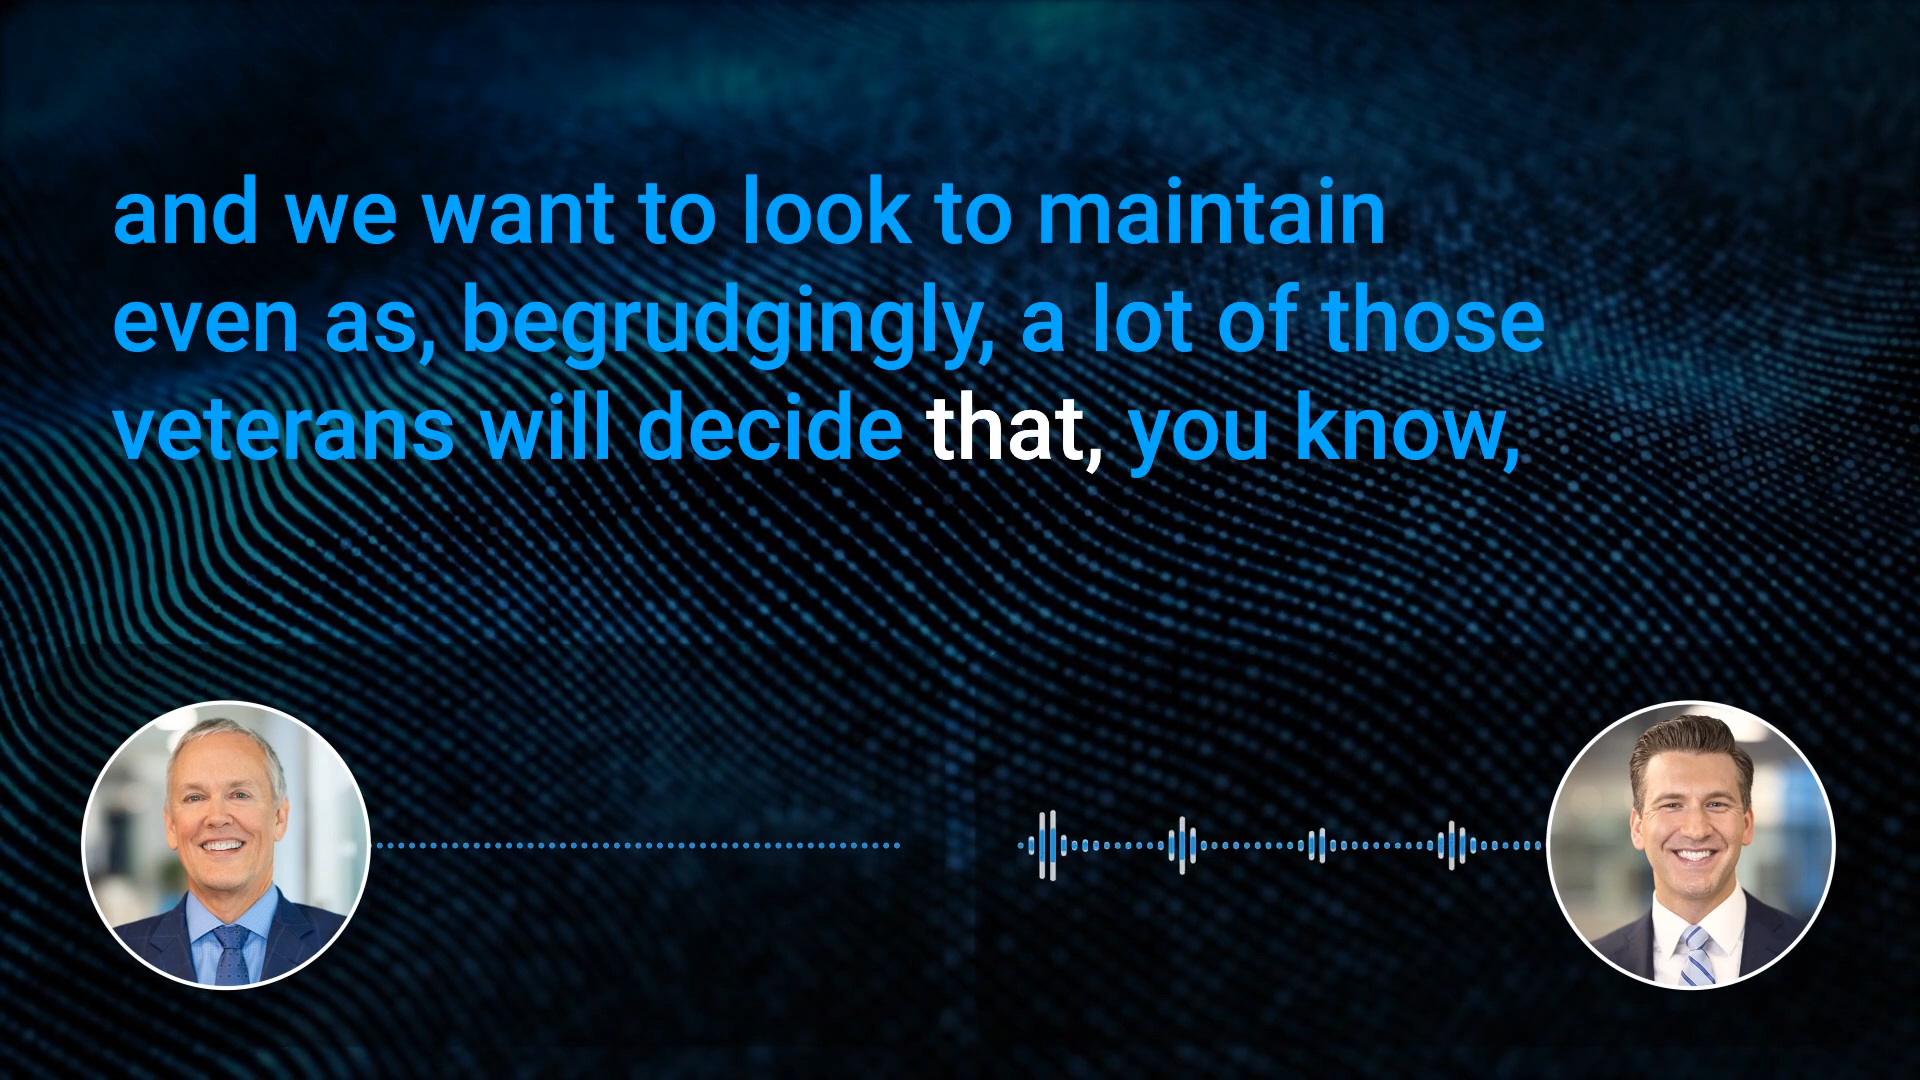 and we want to look to maintain
even as, begrudgingly, a lot of those
veterans will decide that, you know,